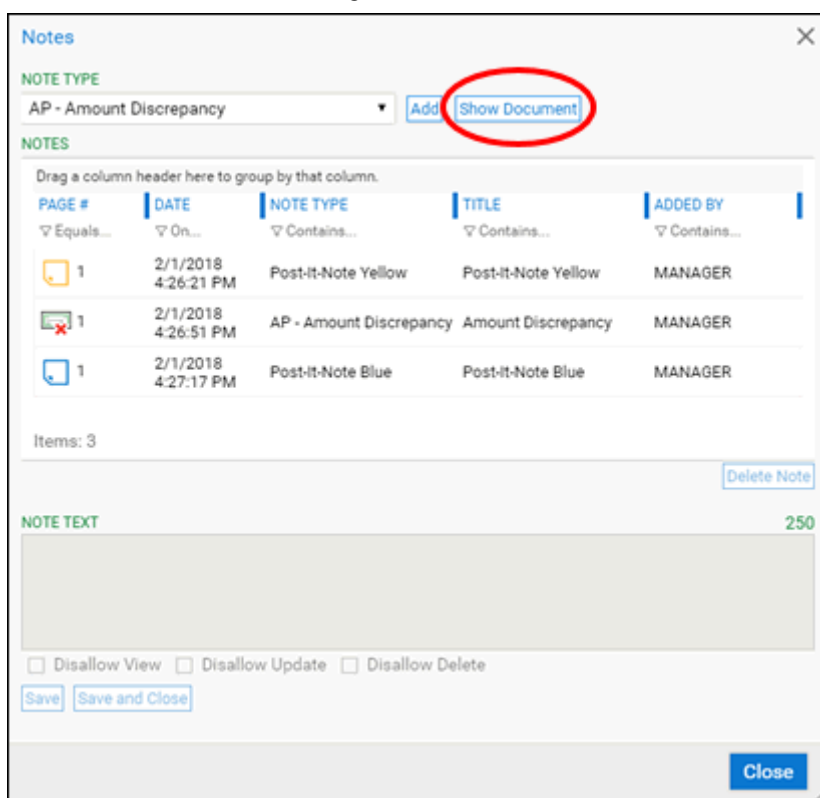 Notes
NOTE TYPE
AP - Amount Discrepancy Add Show Document
NOTES
Drag a column header here to group by that column.
PAGE # DATE NOTE TYPE TITLE ADDED BY
Equals... On... Contains... Contains... Contains...
1 2/1/2018 4:26:21 PM Post-It-Note Yellow Post-It-Note Yellow MANAGER
1 2/1/2018 4:26:51 PM AP - Amount Discrepancy Amount Discrepancy MANAGER
1 2/1/2018 4:27:17 PM Post-It-Note Blue Post-It-Note Blue MANAGER
Items: 3
Delete Note
NOTE TEXT 250
Disallow View Disallow Update Disallow Delete
Save Save and Close
Close